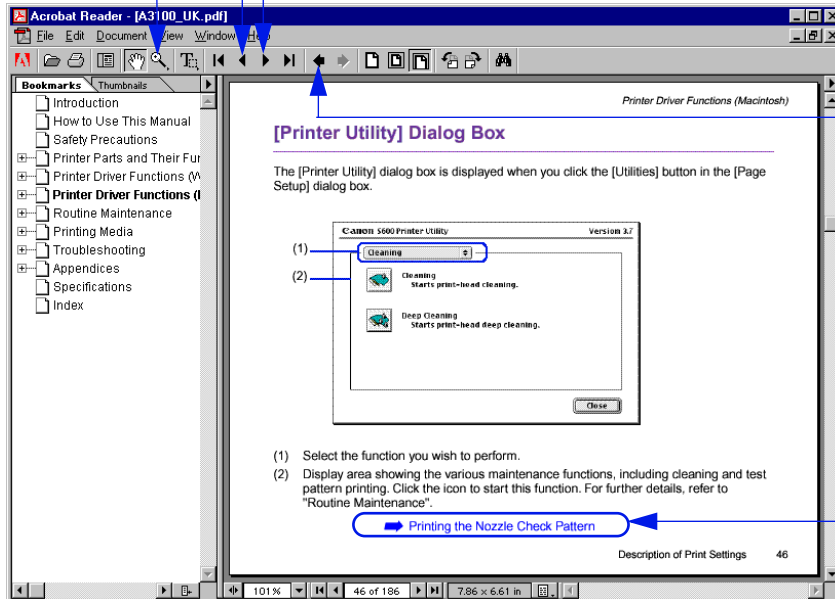 Acrobat Reader - [A3100_UK.pdf]
File Edit Document View Window Help
Bookmarks Thumbnails
Introduction
How to Use This Manual
Safety Precautions
Printer Parts and Their Fur
Printer Driver Functions (W
Printer Driver Functions (I
Routine Maintenance
Printing Media
Troubleshooting
Appendices
Specifications
Index
Printer Driver Functions (Macintosh)
[Printer Utility] Dialog Box
The [Printer Utility] dialog box is displayed when you click the [Utilities] button in the [Page
Setup] dialog box.
Canon S600 Printer Utility Version 3.7
(1) Cleaning
(2) Cleaning
Starts print-head cleaning.
Deep Cleaning
Starts print-head deep cleaning.
Close
(1) Select the function you wish to perform.
(2) Display area showing the various maintenance functions, including cleaning and test
pattern printing. Click the icon to start this function. For further details, refer to
"Routine Maintenance".
Printing the Nozzle Check Pattern
Description of Print Settings 46
101% 46 of 186 7.86 x 6.61 in